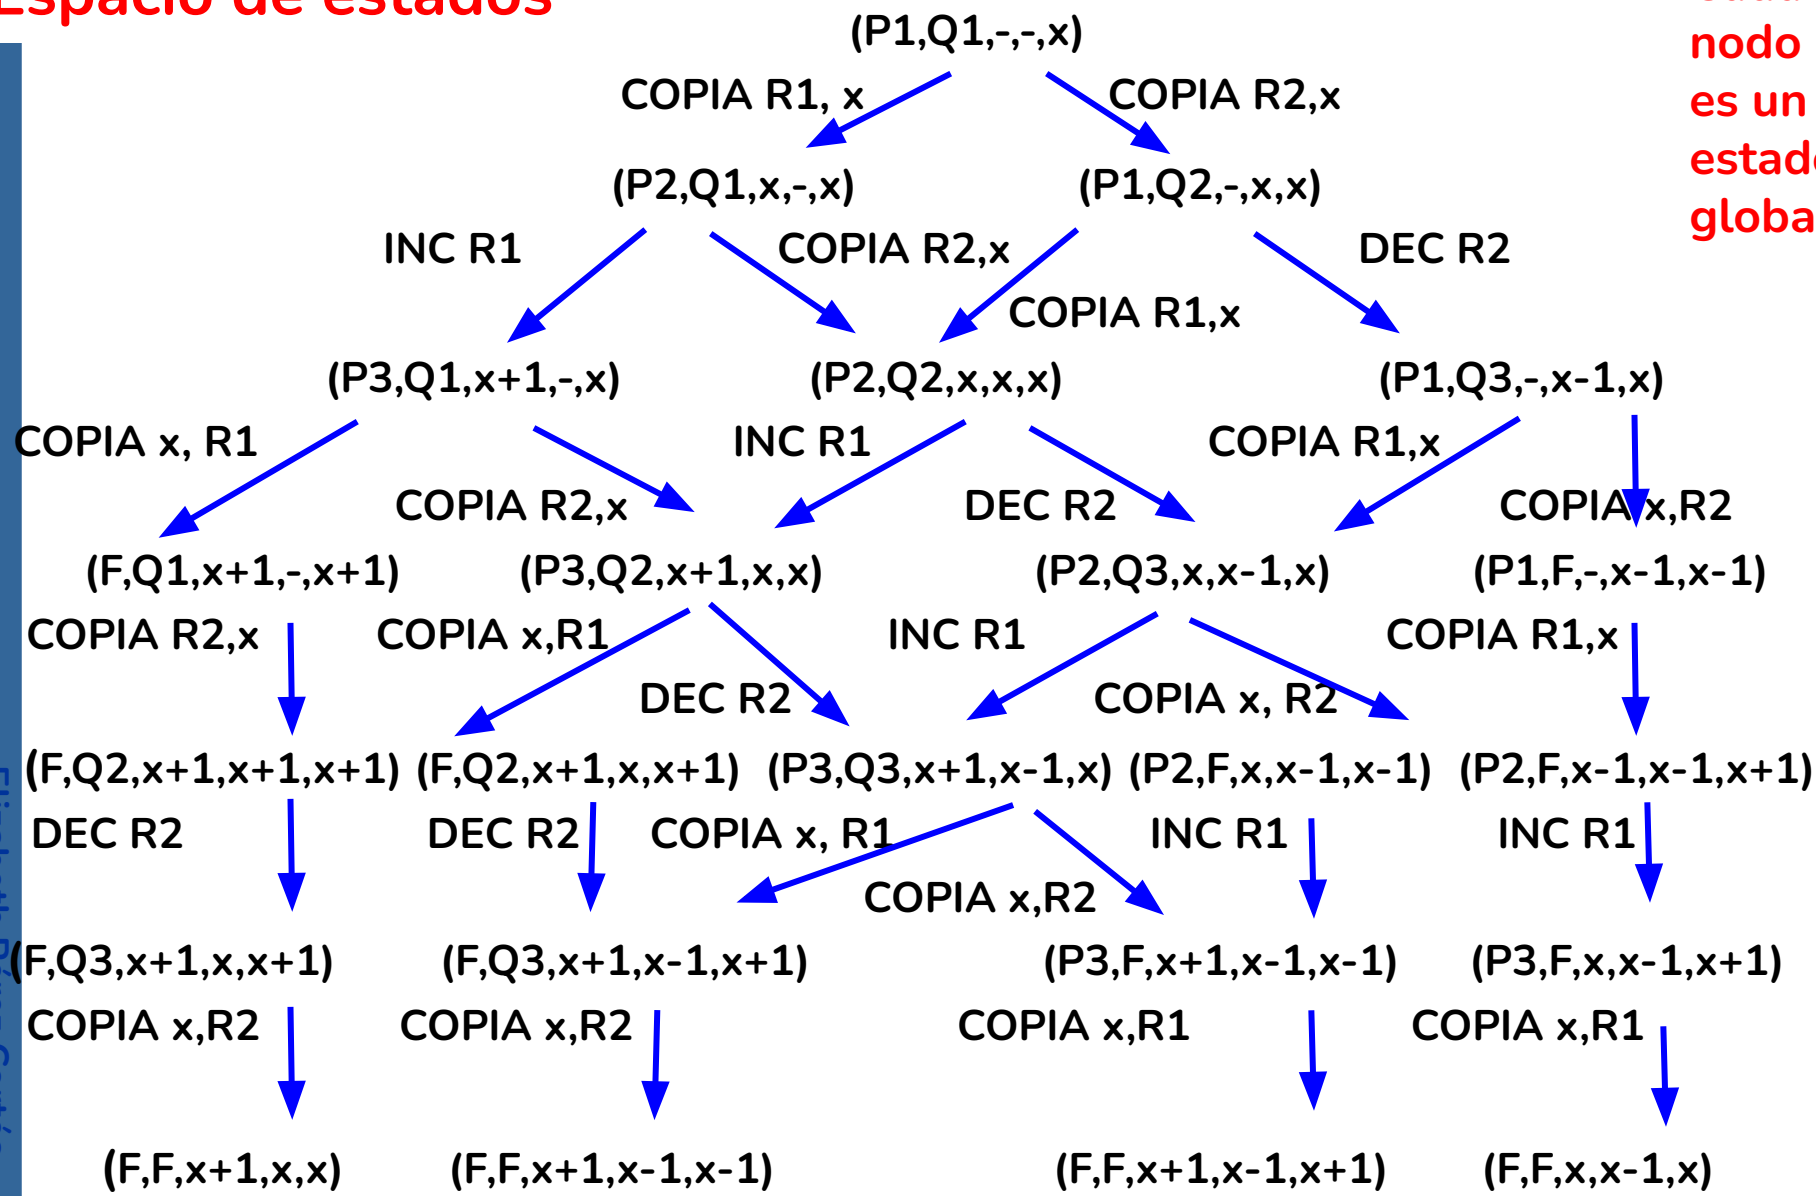 Espacio de estados
nodo
es un
(P1,Q1,-,-,x)
COPIA R1, x
COPIA R2,x
(P2,Q1,x,-,x)
(P1,Q2,-,x,x)
INC R1
COPIA R2,x
DEC R2
COPIA R1,x
(P3,Q1,x+1,-,x)
(P2,Q2,x,x,x)
(P1,Q3,-,x-1,x)
COPIA x, R1
INC R1
COPIA R1,x
COPIA R2,x
DEC R2
COPIA x,R2
(F,Q1,x+1,-,x+1)
(P3,Q2,x+1,x,x)
(P2,Q3,x,x-1,x)
(P1,F,-,x-1,x-1)
COPIA R2,x
COPIA x,R1
INC R1
COPIA R1,x
DEC R2
COPIA x, R2
(F,Q2,x+1,x+1,x+1)
(F,Q2,x+1,x,x+1)
(P3,Q3,x+1,x-1,x)
(P2,F,x,x-1,x-1)
(P2,F,x-1,x-1,x+1)
DEC R2
DEC R2
COPIA x, R1
INC R1
INC R1
COPIA x,R2
(F,Q3,x+1,x,x+1)
(F,Q3,x+1,x-1,x+1)
(P3,F,x+1,x-1,x-1)
(P3,F,x,x-1,x+1)
COPIA x,R2
COPIA x,R2
COPIA x,R1
COPIA x,R1
(F,F,x+1,x,x)
(F,F,x+1,x-1,x-1)
(F,F,x+1,x-1,x+1)
(F,F,x,x-1,x)